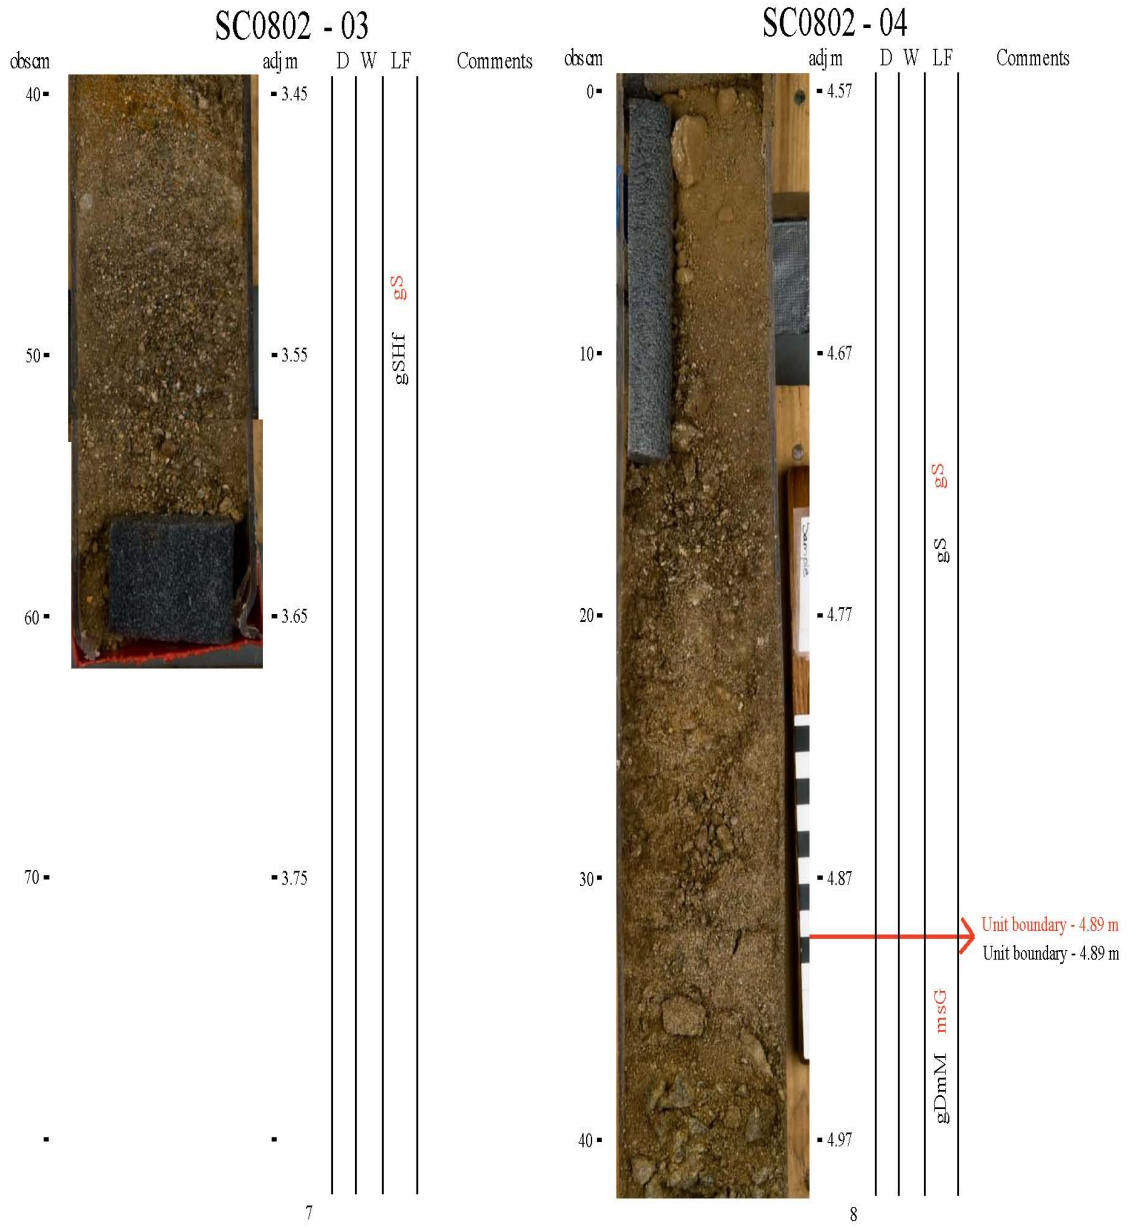 SC0802 - 03
obs cm adj m D W LF Comments
40 3.45
gS
50 3.55
gSHf
60 3.65
70 3.75
7
SC0802 - 04
obs cm adj m D W LF Comments
0 4.57
10 4.67
gS
gS
Sample
20 4.77
30 4.87
Unit boundary - 4.89 m
Unit boundary - 4.89 m
msG
gDmM
40 4.97
8